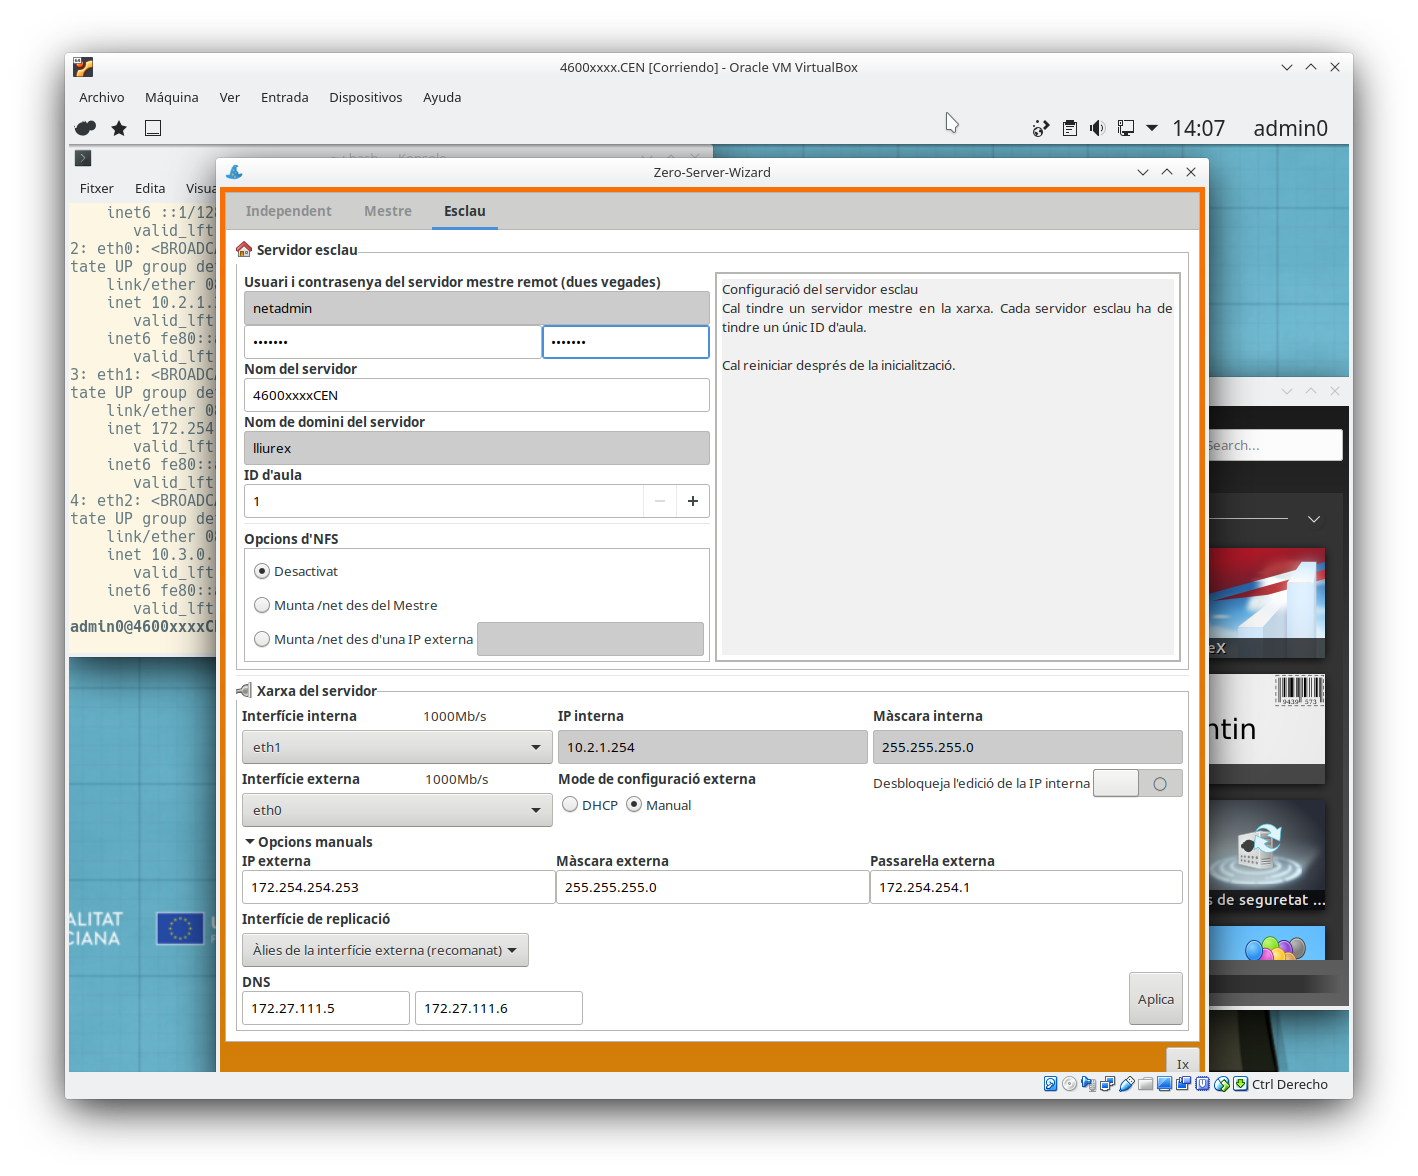 4600xxxx.CEN [Corriendo] - Oracle VM VirtualBox
Archivo Máquina Ver Entrada Dispositivos Ayuda
14:07 admin0
Zero-Server-Wizard
Fitxer Edita Visua
inet6 ::1/128
valid_lft
2: eth0: <BROADCA
tate UP group de
link/ether 08
inet 10.2.1.
valid_lft
inet6 fe80::
valid_lft
3: eth1: <BROADCA
tate UP group de
link/ether 08
inet 172.254
valid_lft
inet6 fe80::
valid_lft
4: eth2: <BROADCA
tate UP group de
link/ether 08
inet 10.3.0.
valid_lft
inet6 fe80::
valid_lft
admin0@4600xxxxC
Independent Mestre Esclau
Servidor esclau
Usuari i contrasenya del servidor mestre remot (dues vegades)
netadmin
••••••• •••••••
Nom del servidor
4600xxxxCEN
Nom de domini del servidor
lliurex
ID d'aula
1
Opcions d'NFS
Desactivat
Munta /net des del Mestre
Munta /net des d'una IP externa
Configuració del servidor esclau
Cal tindre un servidor mestre en la xarxa. Cada servidor esclau ha de
tindre un únic ID d'aula.
Cal reiniciar després de la inicialització.
Xarxa del servidor
Interfície interna 1000Mb/s IP interna Màscara interna
eth1 10.2.1.254 255.255.255.0
Interfície externa 1000Mb/s Mode de configuració externa Desbloqueja l'edició de la IP interna
eth0 DHCP Manual
Opcions manuals
IP externa Màscara externa Passarel·la externa
172.254.254.253 255.255.255.0 172.254.254.1
Interfície de replicació
Àlies de la interfície externa (recomanat)
DNS
172.27.111.5 172.27.111.6
Aplica
Ix
Search...
eX
9439 573
ntin
s de seguretat ...
ALITAT
CIANA
Ctrl Derecho